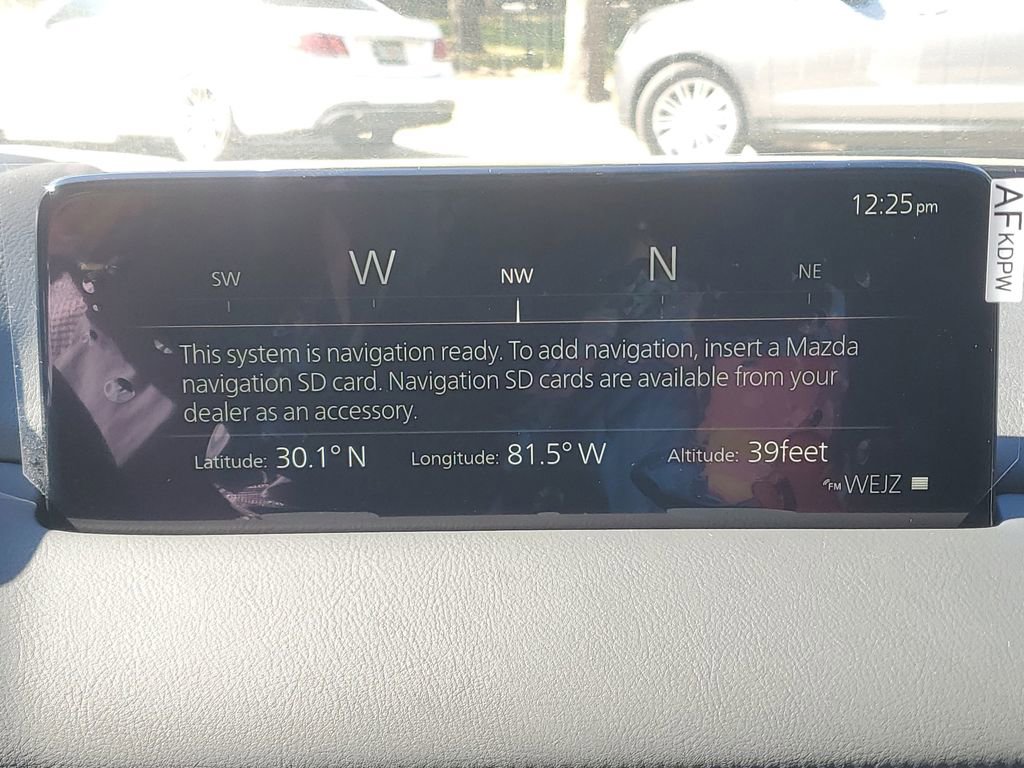 12:25pm
SW W NW N NE
This system is navigation ready. To add navigation, insert a Mazda
navigation SD card. Navigation SD cards are available from your
dealer as an accessory.
Latitude: 30.1° N Longitude: 81.5° W Altitude: 39feet
FM WEJZ
AF KDPW